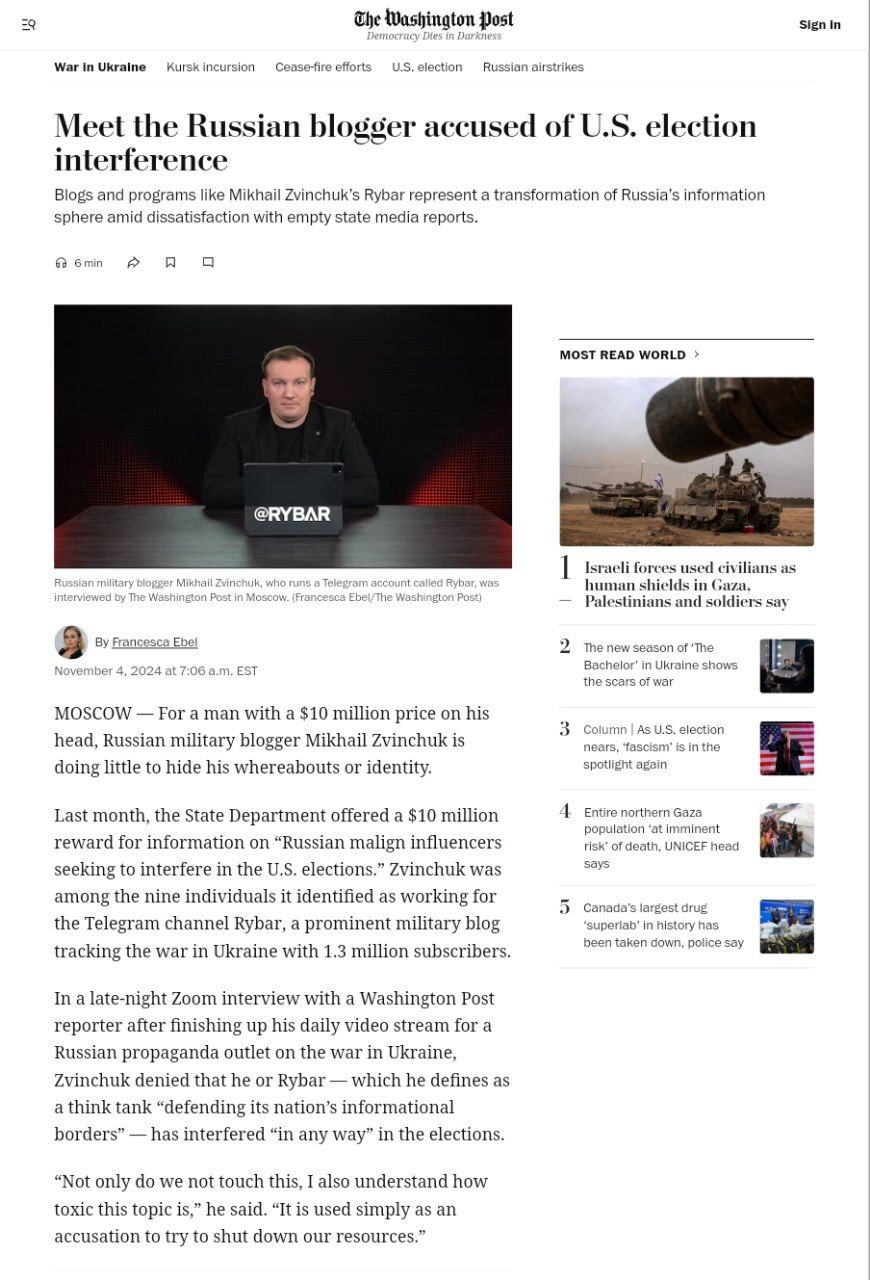 The Washington Post
Democracy Dies in Darkness
Sign in
War in Ukraine Kursk incursion Cease-fire efforts U.S. election Russian airstrikes
Meet the Russian blogger accused of U.S. election
interference
Blogs and programs like Mikhail Zvinchuk’s Rybar represent a transformation of Russia’s information
sphere amid dissatisfaction with empty state media reports.
6 min
@RYBAR
Russian military blogger Mikhail Zvinchuk, who runs a Telegram account called Rybar, was
interviewed by The Washington Post in Moscow. (Francesca Ebel/The Washington Post)
By Francesca Ebel
November 4, 2024 at 7:06 a.m. EST
MOSCOW — For a man with a $10 million price on his
head, Russian military blogger Mikhail Zvinchuk is
doing little to hide his whereabouts or identity.
Last month, the State Department offered a $10 million
reward for information on “Russian malign influencers
seeking to interfere in the U.S. elections.” Zvinchuk was
among the nine individuals it identified as working for
the Telegram channel Rybar, a prominent military blog
tracking the war in Ukraine with 1.3 million subscribers.
In a late-night Zoom interview with a Washington Post
reporter after finishing up his daily video stream for a
Russian propaganda outlet on the war in Ukraine,
Zvinchuk denied that he or Rybar — which he defines as
a think tank “defending its nation’s informational
borders” — has interfered “in any way” in the elections.
“Not only do we not touch this, I also understand how
toxic this topic is,” he said. “It is used simply as an
accusation to try to shut down our resources.”
MOST READ WORLD >
1 Israeli forces used civilians as
human shields in Gaza,
Palestinians and soldiers say
2 The new season of ‘The
Bachelor’ in Ukraine shows
the scars of war
3 Column | As U.S. election
nears, ‘fascism’ is in the
spotlight again
4 Entire northern Gaza
population ‘at imminent
risk’ of death, UNICEF head
says
5 Canada’s largest drug
‘superlab’ in history has
been taken down, police say